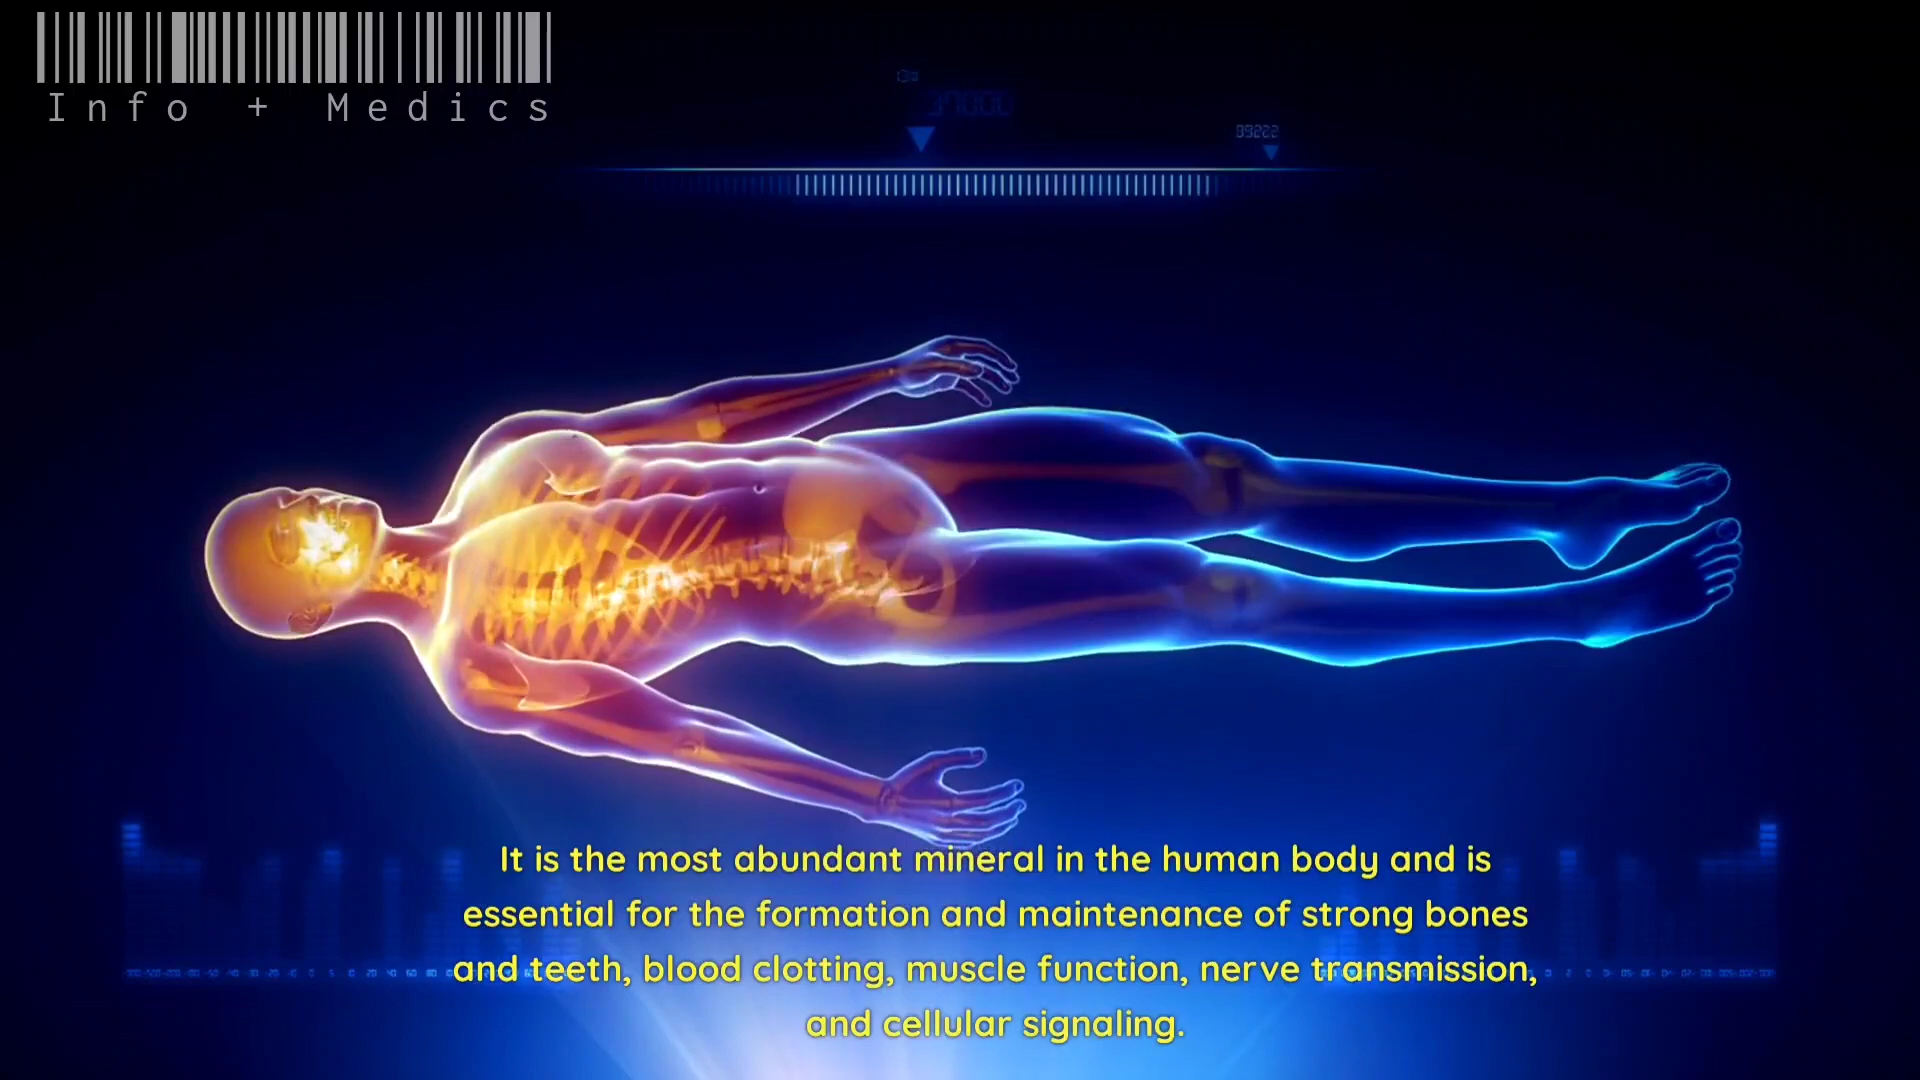 Info + Medics
39222
It is the most abundant mineral in the human body and is
essential for the formation and maintenance of strong bones
and teeth, blood clotting, muscle function, nerve transmission,
and cellular signaling.